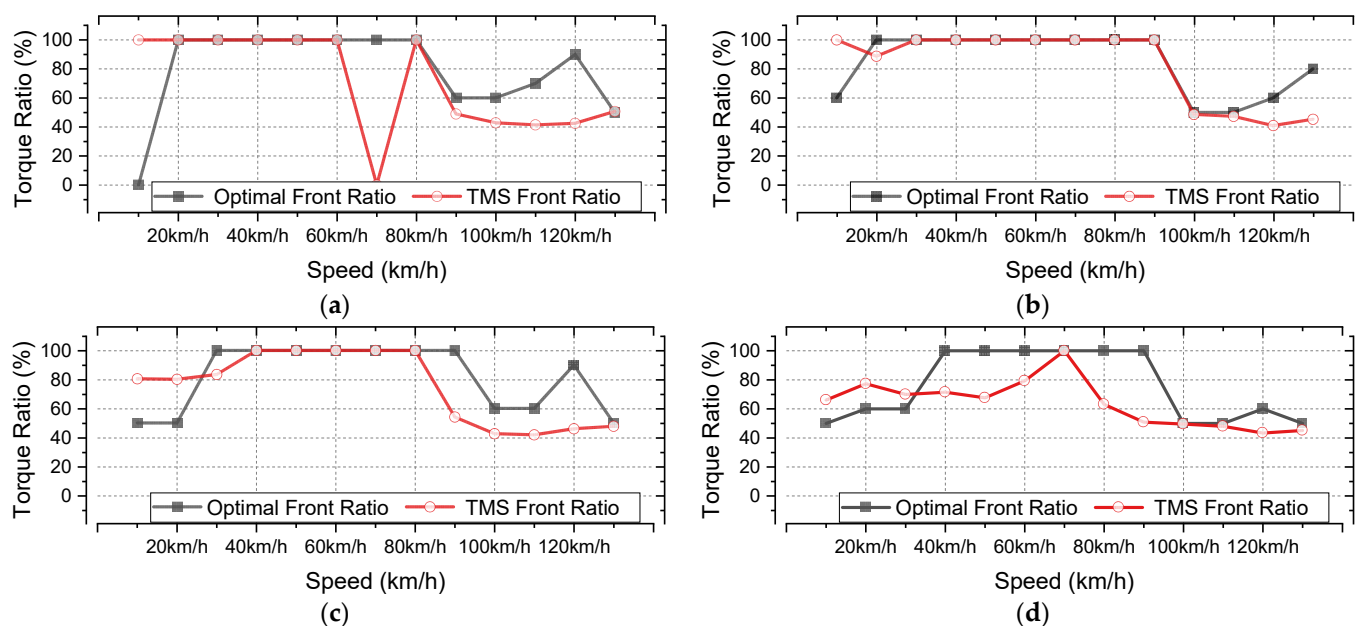 Torque Ratio (%)
100
80
60
40
20
0
Optimal Front Ratio TMS Front Ratio
20km/h 40km/h 60km/h 80km/h 100km/h 120km/h
Speed (km/h)
(a)
Torque Ratio (%)
100
80
60
40
20
0
Optimal Front Ratio TMS Front Ratio
20km/h 40km/h 60km/h 80km/h 100km/h 120km/h
Speed (km/h)
(b)
Torque Ratio (%)
100
80
60
40
20
0
Optimal Front Ratio TMS Front Ratio
20km/h 40km/h 60km/h 80km/h 100km/h 120km/h
Speed (km/h)
(c)
Torque Ratio (%)
100
80
60
40
20
0
Optimal Front Ratio TMS Front Ratio
20km/h 40km/h 60km/h 80km/h 100km/h 120km/h
Speed (km/h)
(d)